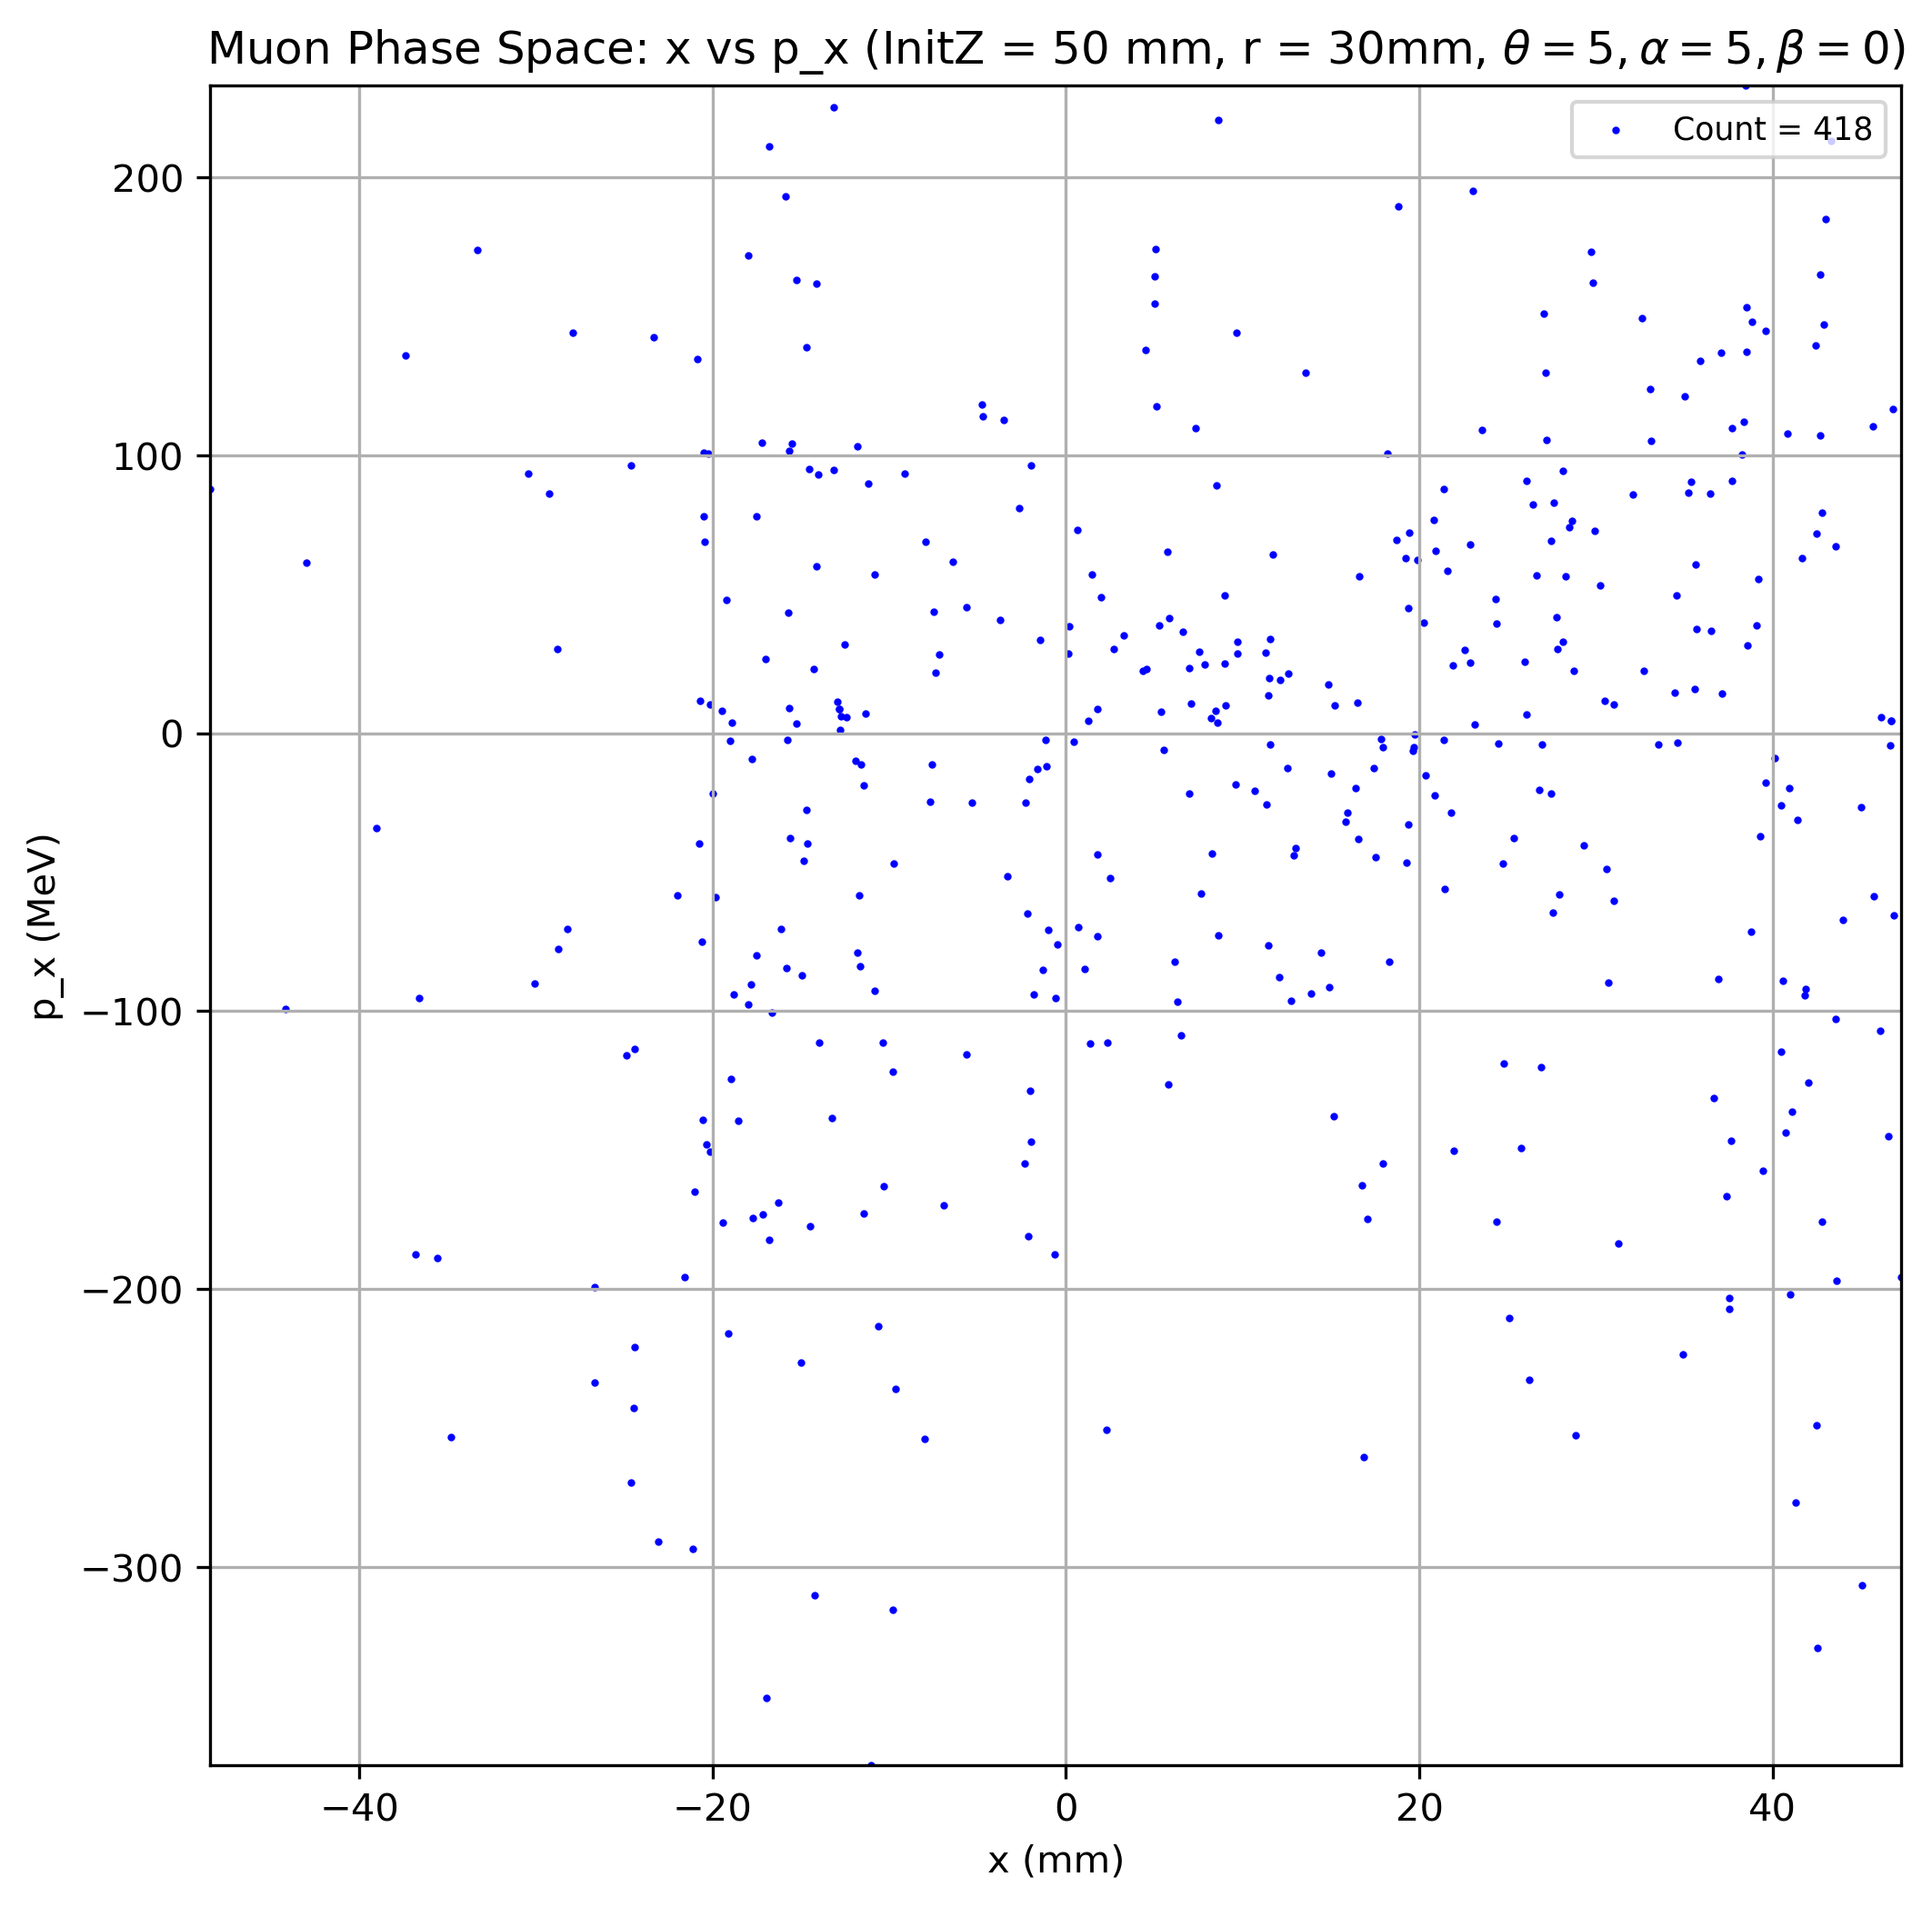 Muon Phase Space: x vs p_x (InitZ = 50 mm, r = 30mm, θ = 5, α = 5, β = 0)
Count = 418
200
100
0
−100
−200
−300
p_x (MeV)
−40
−20
0
20
40
x (mm)